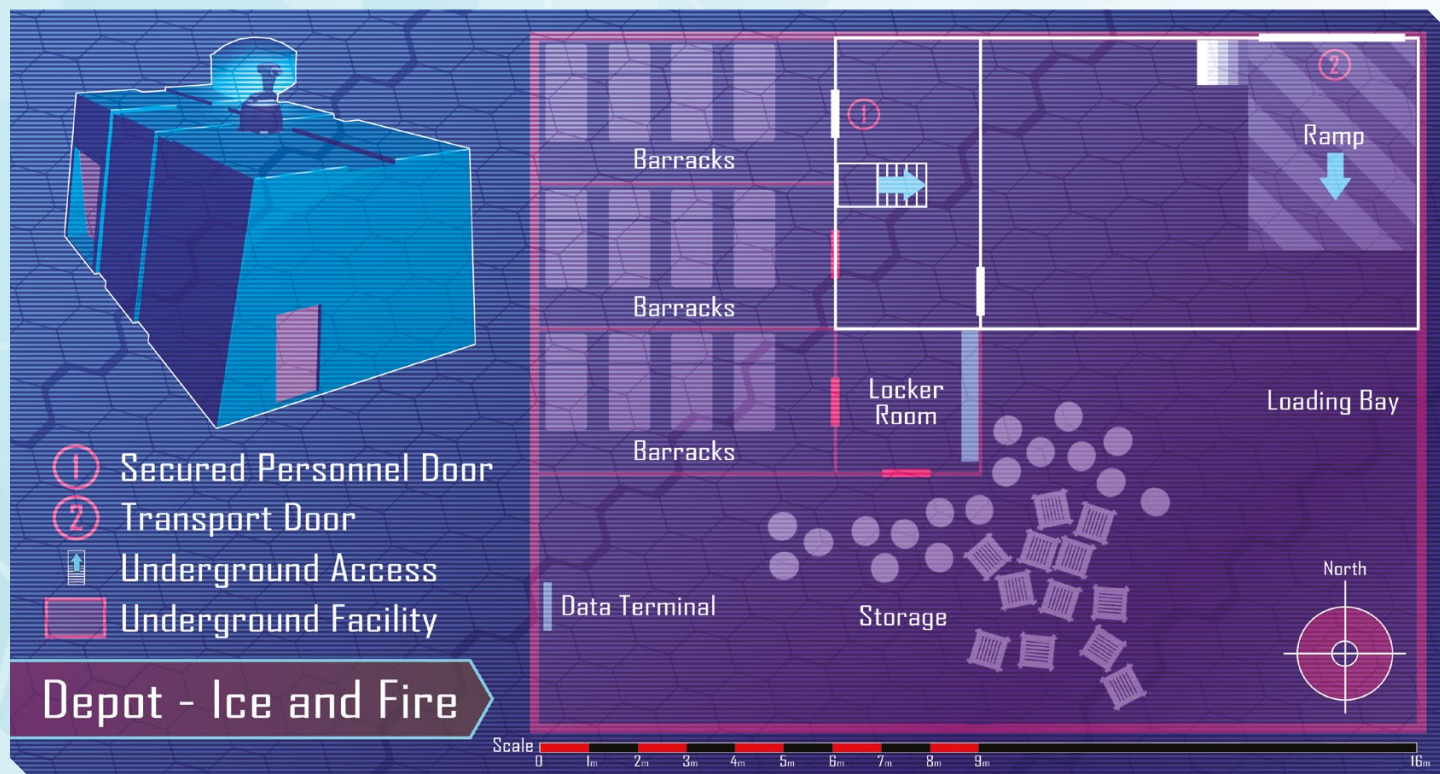 1 Secured Personnel Door
2 Transport Door
Underground Access
Underground Facility
Depot - Ice and Fire
Barracks
Barracks
Barracks
1
2
Ramp
Locker
Room
Loading Bay
Data Terminal
Storage
North
Scale
0 1m 2m 3m 4m 5m 6m 7m 8m 9m 16m